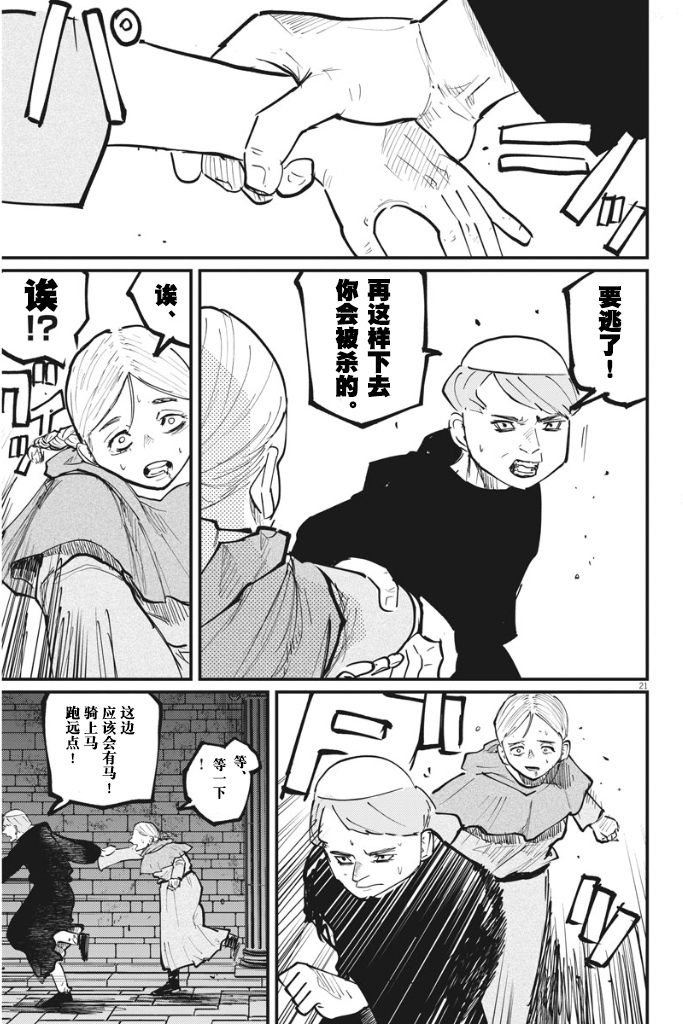 要逃了！
再这样下去
你会被杀的。
诶、
诶!?
21
等、
等一下
！
这边
应该会有马！
骑上马
跑远点！